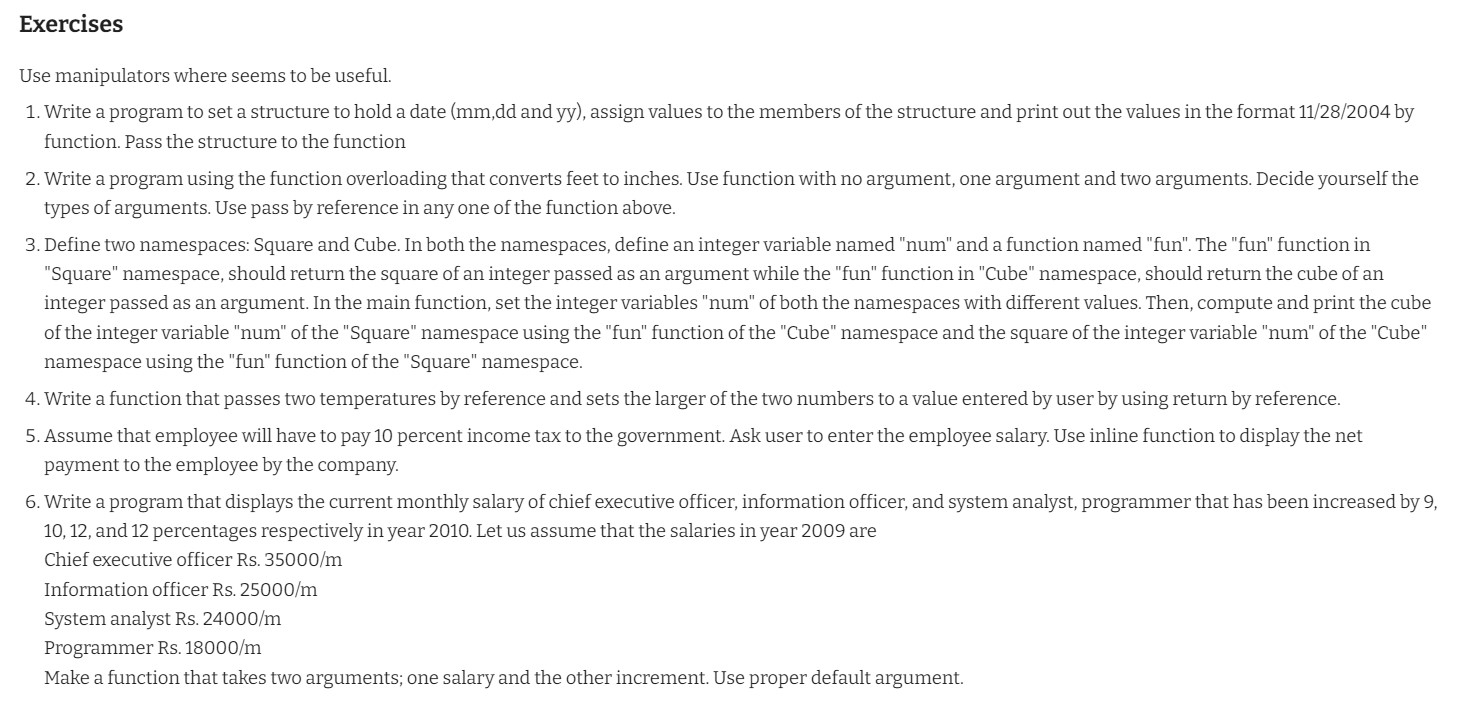 Exercises
Use manipulators where seems to be useful.
1. Write a program to set a structure to hold a date (mm,dd and yy), assign values to the members of the structure and print out the values in the format 11/28/2004 by
function. Pass the structure to the function
2. Write a program using the function overloading that converts feet to inches. Use function with no argument, one argument and two arguments. Decide yourself the
types of arguments. Use pass by reference in any one of the function above.
3. Define two namespaces: Square and Cube. In both the namespaces, define an integer variable named "num" and a function named "fun". The "fun" function in
"Square" namespace, should return the square of an integer passed as an argument while the "fun" function in "Cube" namespace, should return the cube of an
integer passed as an argument. In the main function, set the integer variables "num" of both the namespaces with different values. Then, compute and print the cube
of the integer variable "num" of the "Square" namespace using the "fun" function of the "Cube" namespace and the square of the integer variable "num" of the "Cube"
namespace using the "fun" function of the "Square" namespace.
4. Write a function that passes two temperatures by reference and sets the larger of the two numbers to a value entered by user by using return by reference.
5. Assume that employee will have to pay 10 percent income tax to the government. Ask user to enter the employee salary. Use inline function to display the net
payment to the employee by the company.
6. Write a program that displays the current monthly salary of chief executive officer, information officer, and system analyst, programmer that has been increased by 9,
10, 12, and 12 percentages respectively in year 2010. Let us assume that the salaries in year 2009 are
Chief executive officer Rs. 35000/m
Information officer Rs. 25000/m
System analyst Rs. 24000/m
Programmer Rs. 18000/m
Make a function that takes two arguments; one salary and the other increment. Use proper default argument.